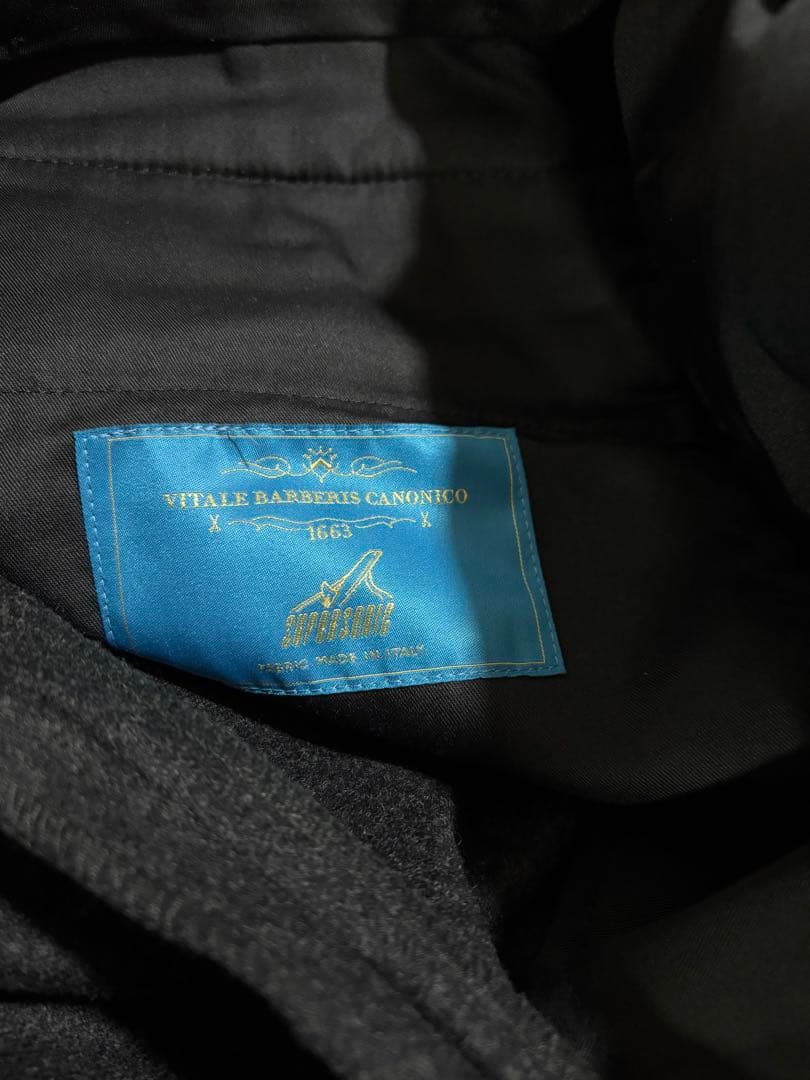 VITALE BARBERIS CANONICO
1663
SUPERSONIC
FABRIC MADE IN ITALY